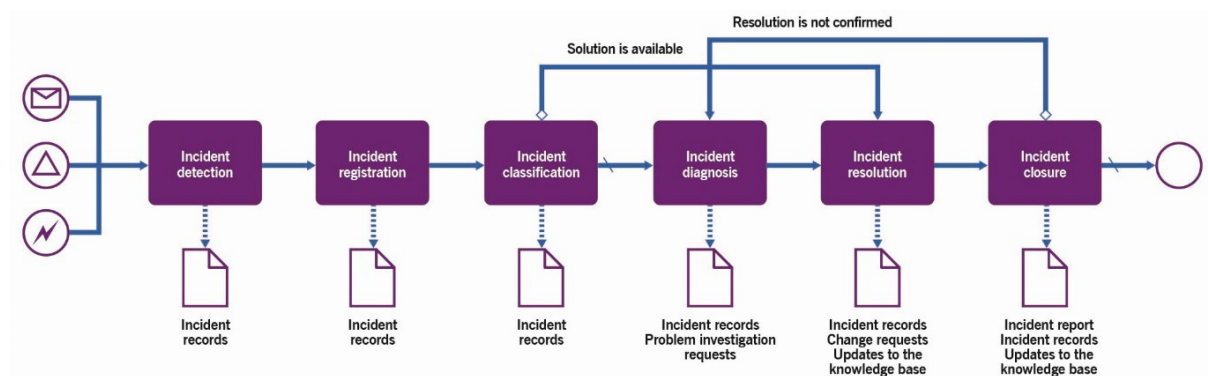 Resolution is not confirmed
Solution is available
Incident
detection
Incident
registration
Incident
classification
Incident
diagnosis
Incident
resolution
Incident
closure
Incident
records
Incident
records
Incident
records
Incident records
Problem investigation
requests
Incident records
Change requests
Updates to the
knowledge base
Incident report
Incident records
Updates to the
knowledge base